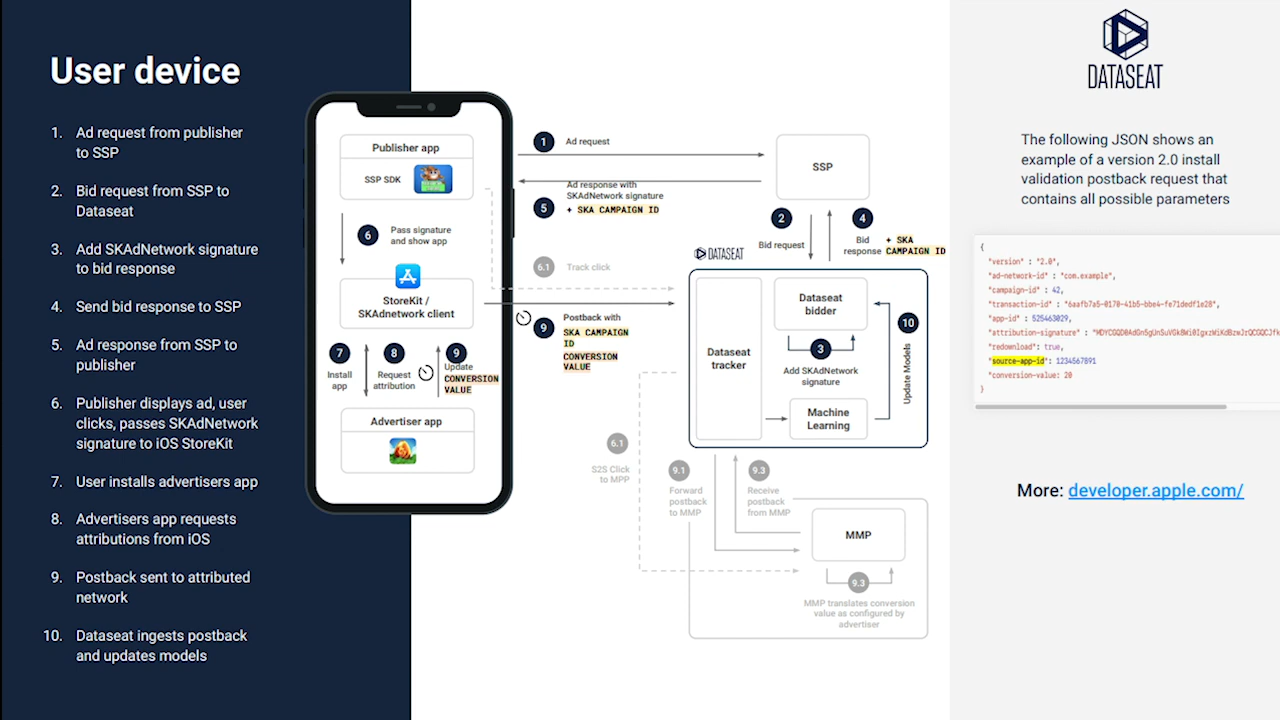 User device
1. Ad request from publisher
to SSP
2. Bid request from SSP to
Dataseat
3. Add SKAdNetwork signature
to bid response
4. Send bid response to SSP
5. Ad response from SSP to
publisher
6. Publisher displays ad, user
clicks, passes SKAdNetwork
signature to iOS StoreKit
7. User installs advertisers app
8. Advertisers app requests
attributions from iOS
9. Postback sent to attributed
network
10. Dataseat ingests postback
and updates models
Publisher app
SSP SDK
6
Pass signature
and show app
StoreKit /
SKAdnetwork client
7
Install
app
8
Request
attribution
9
Update
CONVERSION
VALUE
Advertiser app
1
Ad request
5
Ad response with
SKAdNetwork signature
+ SKA CAMPAIGN ID
SSP
2
Bid request
4
Bid
response
+ SKA
CAMPAIGN ID
6.1
Track click
9
Postback with
SKA CAMPAIGN
ID
CONVERSION
VALUE
DATASEAT
Dataseat
tracker
Dataseat
bidder
3
Add SKAdNetwork
signature
Machine
Learning
10
Update Models
6.1
S2S Click
to MPP
9.1
Forward
postback
to MMP
9.3
Receive
postback
from MMP
MMP
9.3
MMP translates conversion
value as configured by
advertiser
DATASEAT
The following JSON shows an
example of a version 2.0 install
validation postback request that
contains all possible parameters
{
"version" : "2.0",
"ad-network-id" : "com.example",
"campaign-id" : 42,
"transaction-id" : "6aafb7a5-0170-41b5-bbe4-fe71dedf1e28",
"app-id" : 525463029,
"attribution-signature" :
"redownload": true,
"source-app-id": 1234567891
"conversion-value: 20
}
More: developer.apple.com/